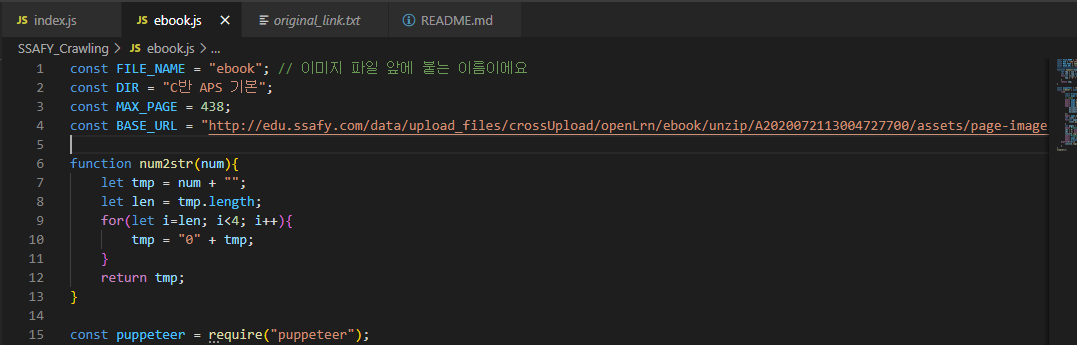 JS index.js
JS ebook.js ×
original_link.txt
README.md
SSAFY_Crawling > JS ebook.js > ...
1 const FILE_NAME = "ebook"; // 이미지 파일 앞에 붙는 이름이에요
2 const DIR = "C반 APS 기본";
3 const MAX_PAGE = 438;
4 const BASE_URL = "http://edu.ssafy.com/data/upload_files/crossUpload/openLrn/ebook/unzip/A2020072113004727700/assets/page-image
5
6 function num2str(num){
7 let tmp = num + "";
8 let len = tmp.length;
9 for(let i=len; i<4; i++){
10 tmp = "0" + tmp;
11 }
12 return tmp;
13 }
14
15 const puppeteer = require("puppeteer");